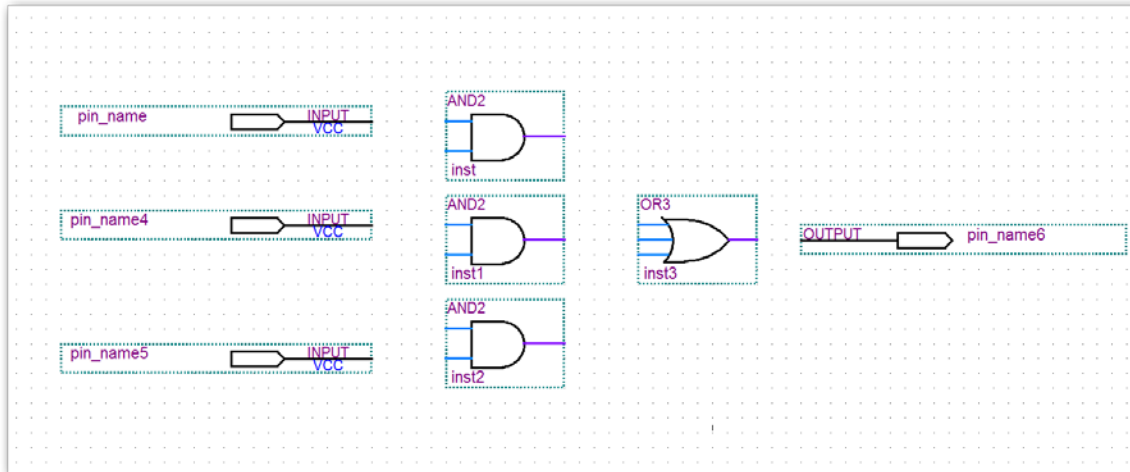 AND2
pin_name
INPUT
VCC
inst
AND2
OR3
pin_name4
INPUT
VCC
OUTPUT
pin_name6
inst1
inst3
AND2
pin_name5
INPUT
VCC
inst2